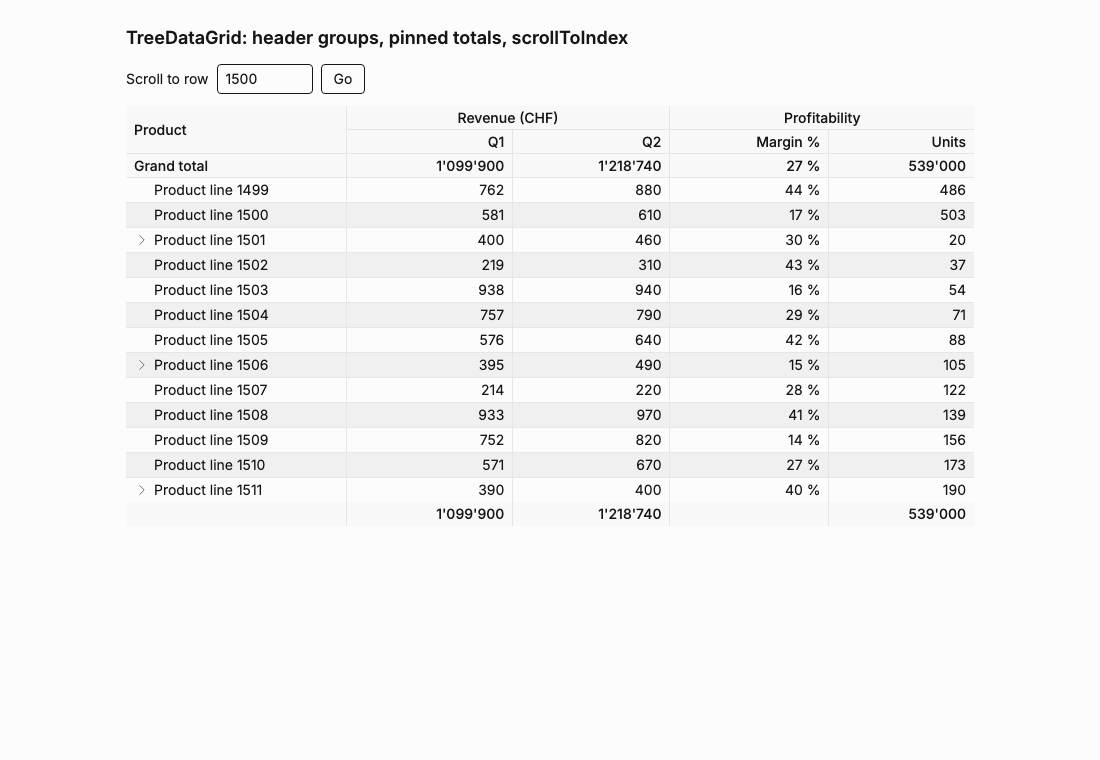 TreeDataGrid: header groups, pinned totals, scrollToIndex
Scroll to row 1500 Go
Product Revenue (CHF) Profitability
Q1 Q2 Margin % Units
Grand total 1'099'900 1'218'740 27 % 539'000
Product line 1499 762 880 44 % 486
Product line 1500 581 610 17 % 503
Product line 1501 400 460 30 % 20
Product line 1502 219 310 43 % 37
Product line 1503 938 940 16 % 54
Product line 1504 757 790 29 % 71
Product line 1505 576 640 42 % 88
Product line 1506 395 490 15 % 105
Product line 1507 214 220 28 % 122
Product line 1508 933 970 41 % 139
Product line 1509 752 820 14 % 156
Product line 1510 571 670 27 % 173
Product line 1511 390 400 40 % 190
1'099'900 1'218'740 539'000